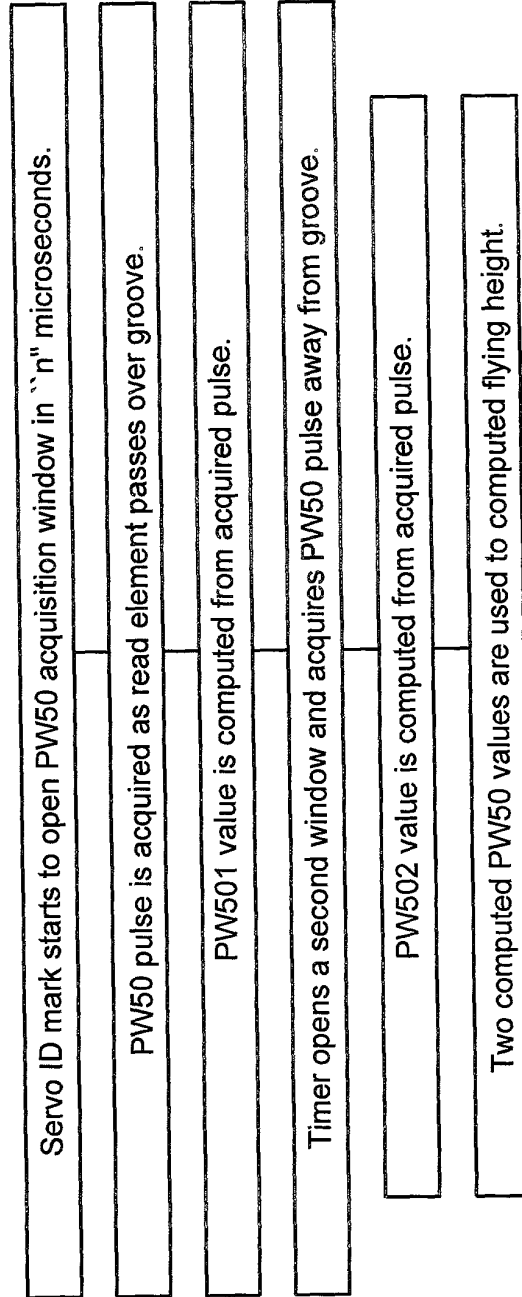 Servo ID mark starts to open PW50 acquisition window in ``n" microseconds.
PW50 pulse is acquired as read element passes over groove.
PW501 value is computed from acquired pulse.
Timer opens a second window and acquires PW50 pulse away from groove.
PW502 value is computed from acquired pulse.
Two computed PW50 values are used to computed flying height.